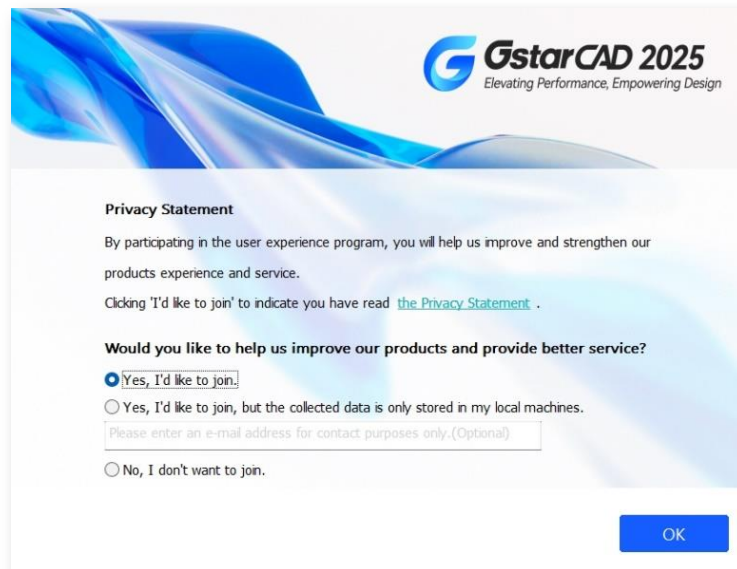 GstarCAD 2025
Elevating Performance, Empowering Design
Privacy Statement
By participating in the user experience program, you will help us improve and strengthen our
products experience and service.
Clicking 'I'd like to join' to indicate you have read the Privacy Statement .
Would you like to help us improve our products and provide better service?
Yes, I'd like to join.
Yes, I'd like to join, but the collected data is only stored in my local machines.
Please enter an e-mail address for contact purposes only.(Optional)
No, I don't want to join.
OK